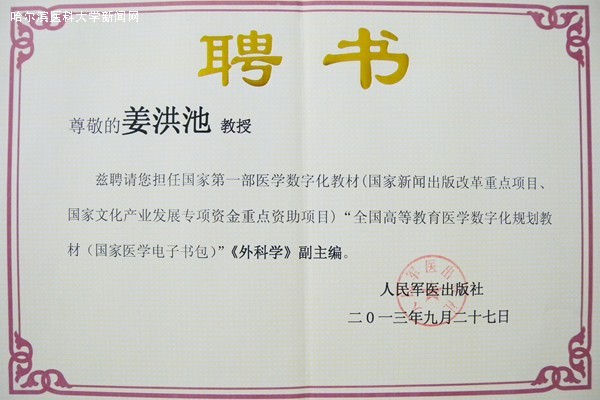 哈尔滨医科大学新闻网
聘书
尊敬的姜洪池 教授
兹聘请您担任国家第一部医学数字化教材(国家新闻出版改革重点项目、
国家文化产业发展专项资金重点资助项目)“全国高等教育医学数字化规划教
材(国家医学电子书包)”《外科学》副主编。
人民军医出版社
二〇一三年九月二十七日